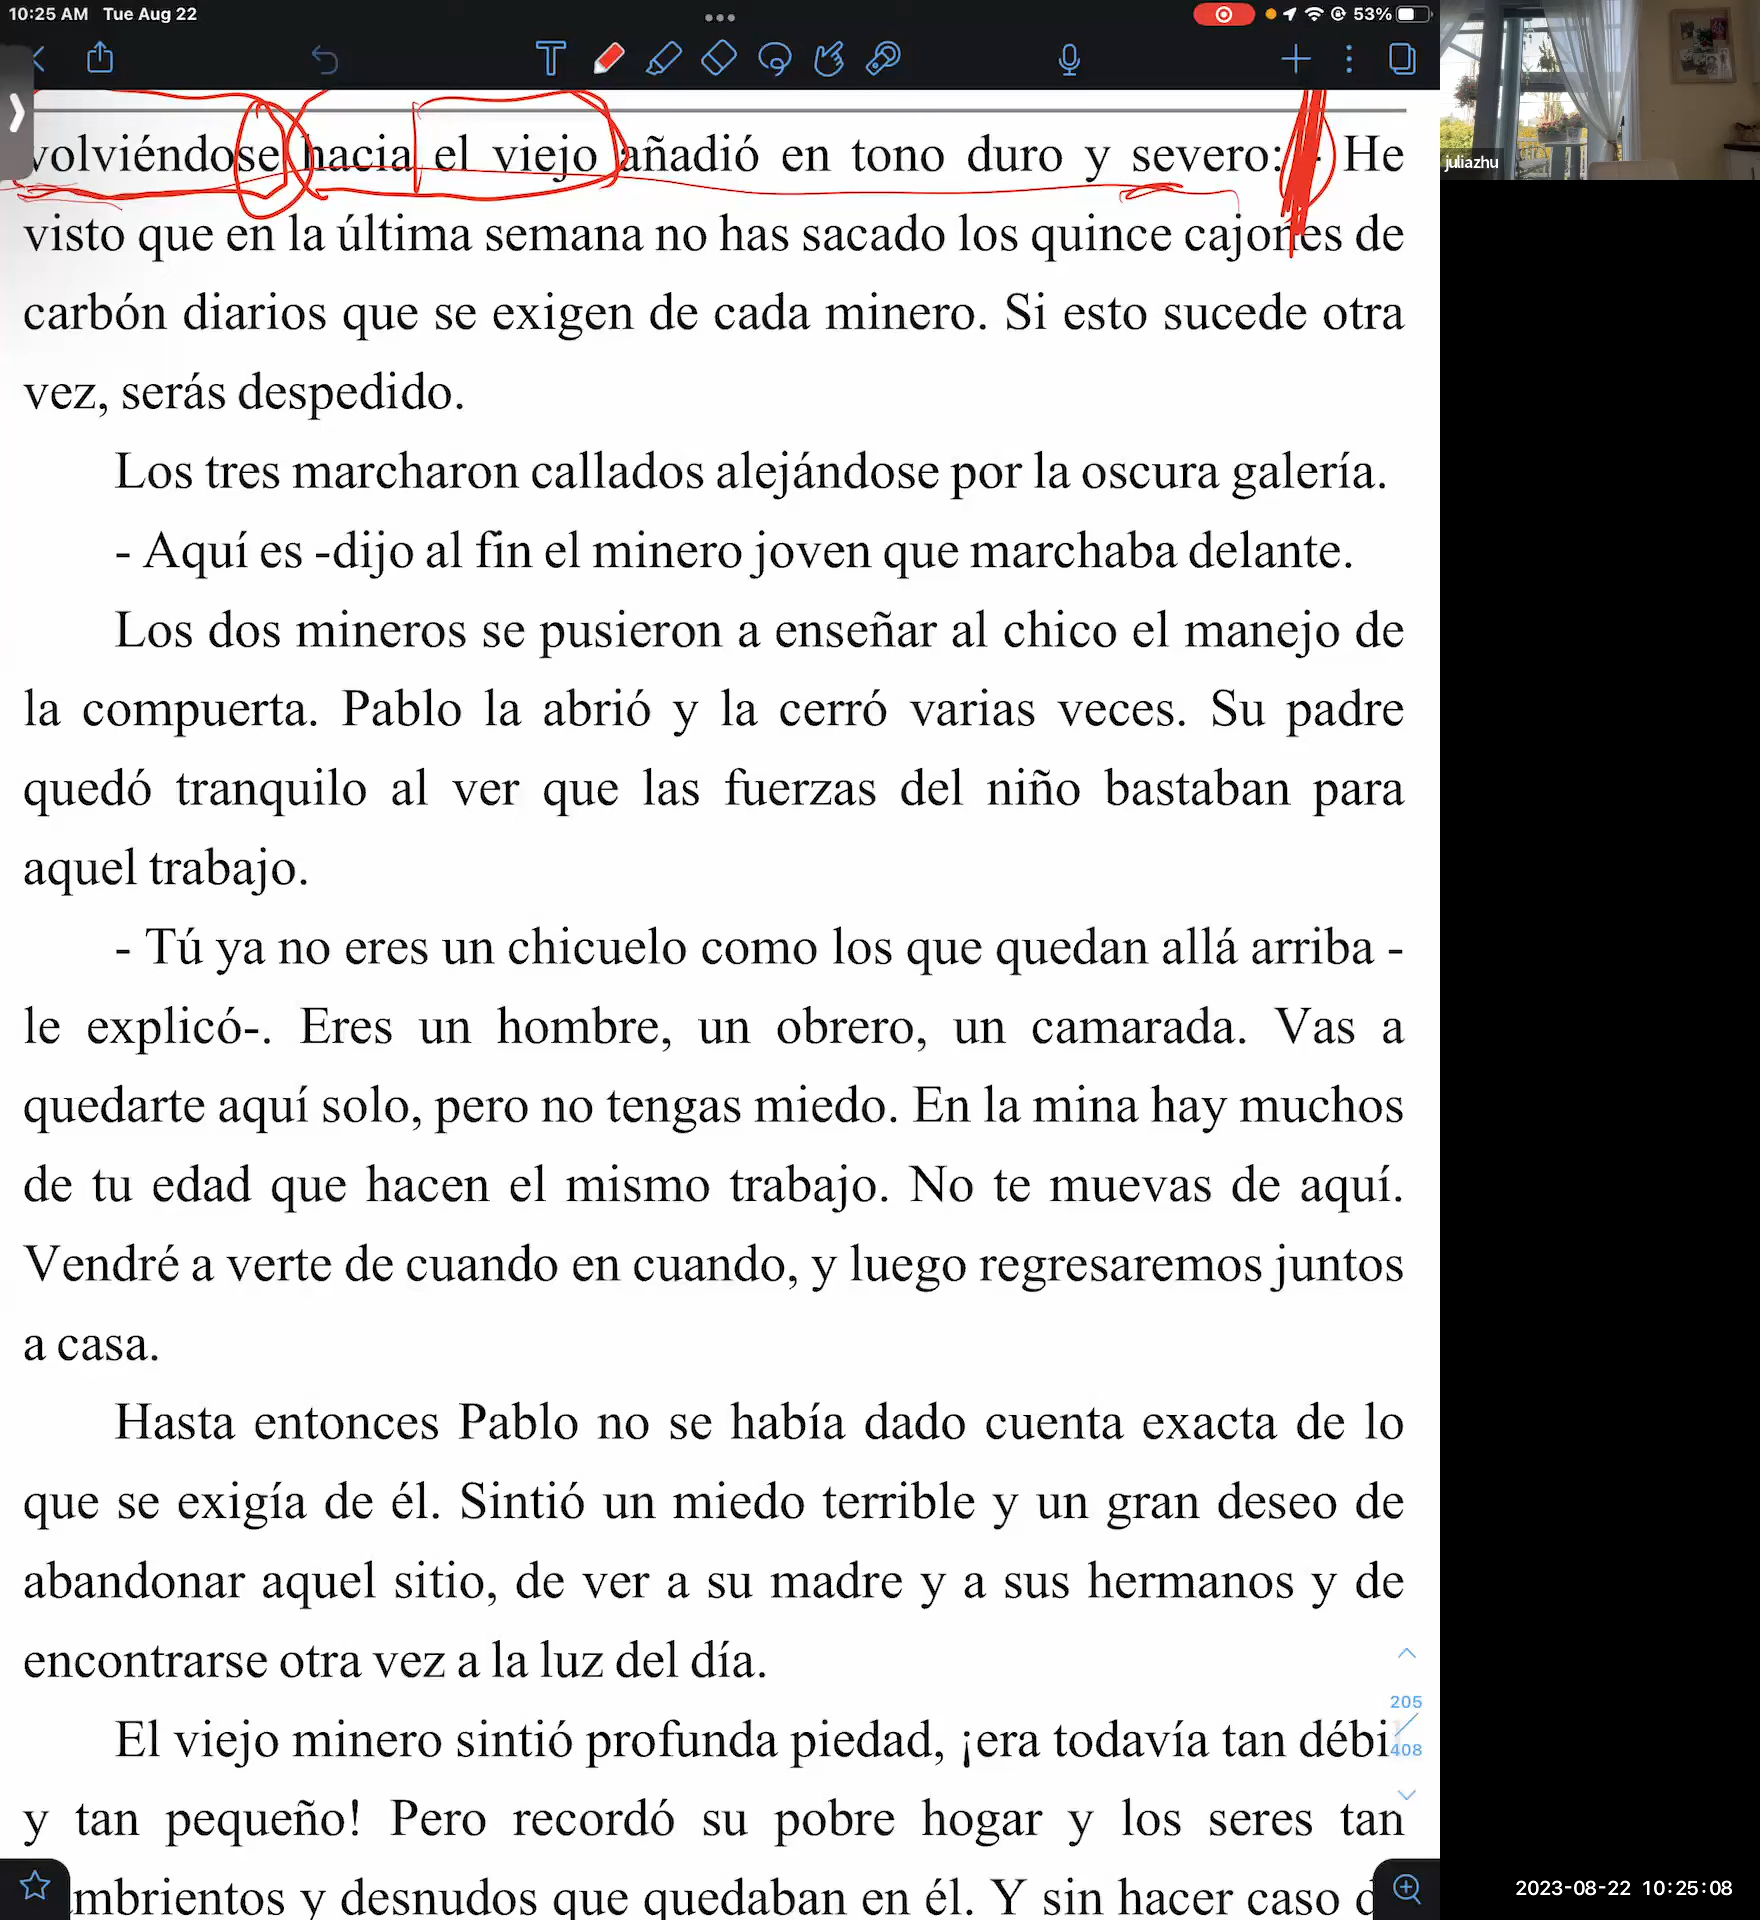 10:25 AM Tue Aug 22
53%
volviéndose hacia el viejo añadió en tono duro y severo: - He
juliazhu
visto que en la última semana no has sacado los quince cajones de
carbón diarios que se exigen de cada minero. Si esto sucede otra
vez, serás despedido.
Los tres marcharon callados alejándose por la oscura galería.
- Aquí es -dijo al fin el minero joven que marchaba delante.
Los dos mineros se pusieron a enseñar al chico el manejo de
la compuerta. Pablo la abrió y la cerró varias veces. Su padre
quedó tranquilo al ver que las fuerzas del niño bastaban para
aquel trabajo.
- Tú ya no eres un chicuelo como los que quedan allá arriba -
le explicó-. Eres un hombre, un obrero, un camarada. Vas a
quedarte aquí solo, pero no tengas miedo. En la mina hay muchos
de tu edad que hacen el mismo trabajo. No te muevas de aquí.
Vendré a verte de cuando en cuando, y luego regresaremos juntos
a casa.
Hasta entonces Pablo no se había dado cuenta exacta de lo
que se exigía de él. Sintió un miedo terrible y un gran deseo de
abandonar aquel sitio, de ver a su madre y a sus hermanos y de
encontrarse otra vez a la luz del día.
205
El viejo minero sintió profunda piedad, ¡era todavía tan débi
408
y tan pequeño! Pero recordó su pobre hogar y los seres tan
mbrientos y desnudos que quedaban en él. Y sin hacer caso d
2023-08-22 10:25:08